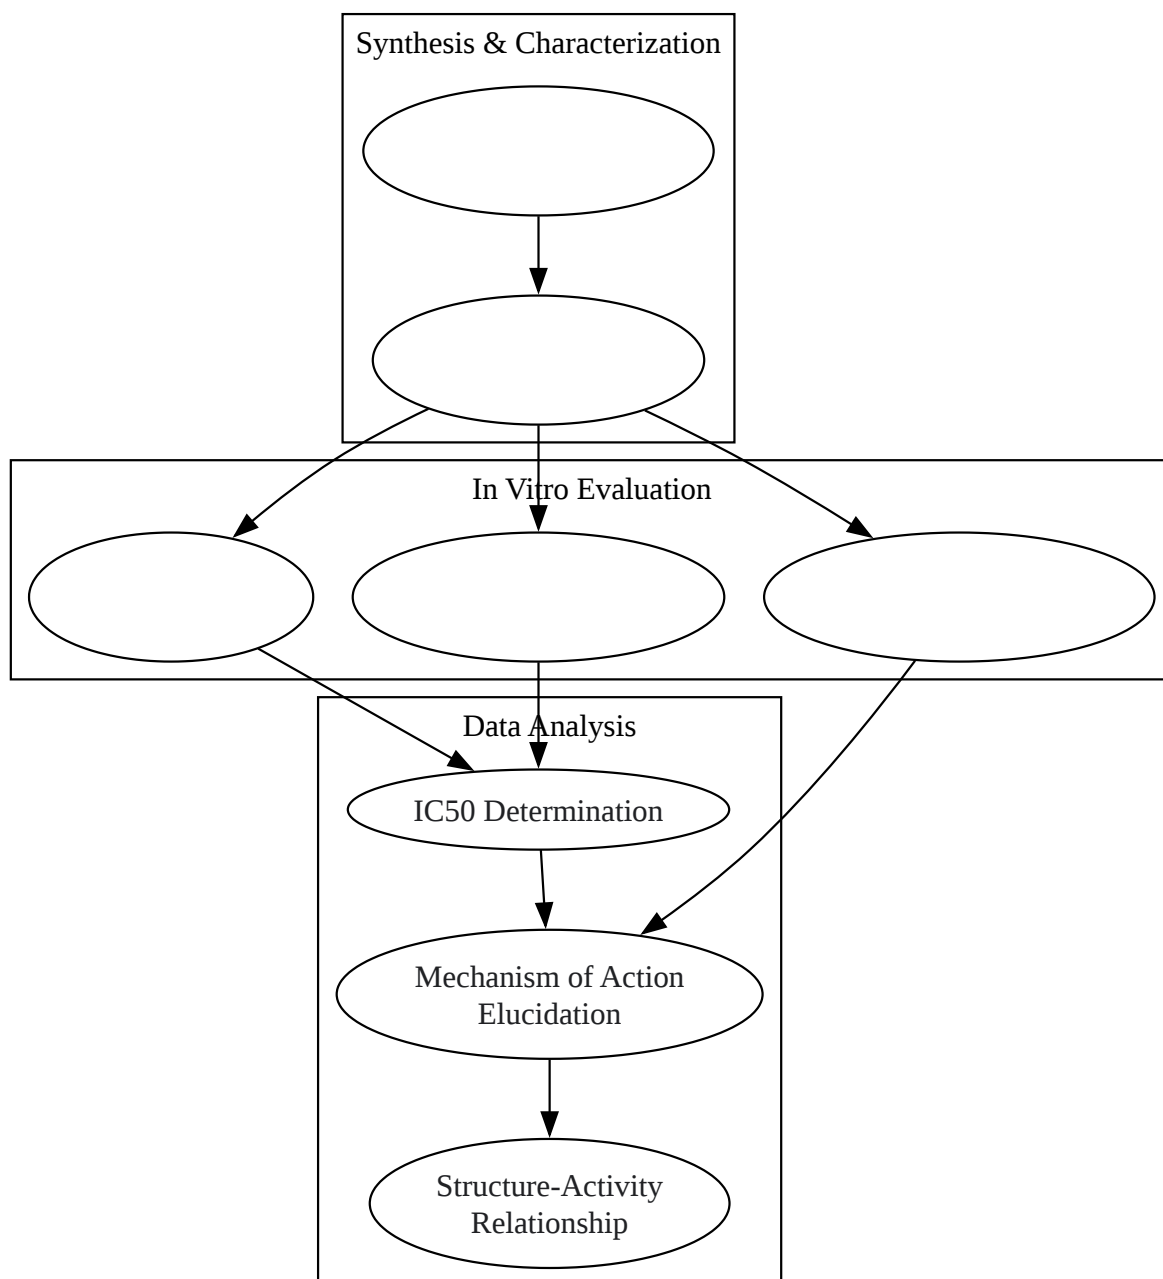 Synthesis & Characterization
In Vitro Evaluation
Data Analysis
IC50 Determination
Mechanism of Action
Elucidation
Structure-Activity
Relationship